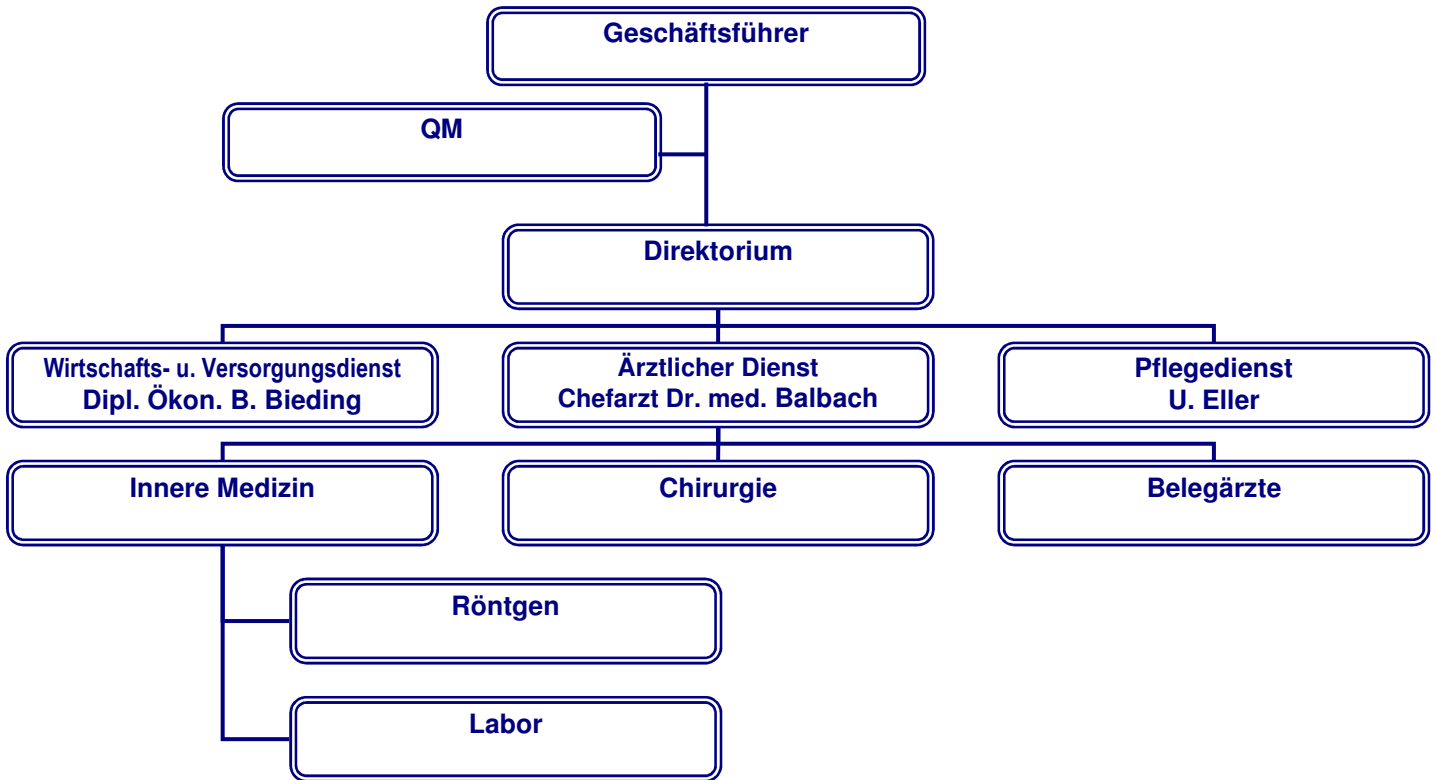 Geschäftsführer
QM
Direktorium
Wirtschafts- u. Versorgungsdienst
Dipl. Ökon. B. Bieding
Ärztlicher Dienst
Chefarzt Dr. med. Balbach
Pflegedienst
U. Eller
Innere Medizin
Chirurgie
Belegärzte
Röntgen
Labor